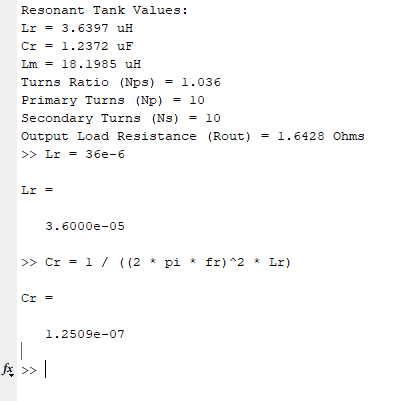 Resonant Tank Values:
Lr = 3.6397 uH
Cr = 1.2372 uF
Lm = 18.1985 uH
Turns Ratio (Nps) = 1.036
Primary Turns (Np) = 10
Secondary Turns (Ns) = 10
Output Load Resistance (Rout) = 1.6428 Ohms
>> Lr = 36e-6
Lr =
3.6000e-05
>> Cr = 1 / ((2 * pi * fr)^2 * Lr)
Cr =
1.2509e-07
fx >>